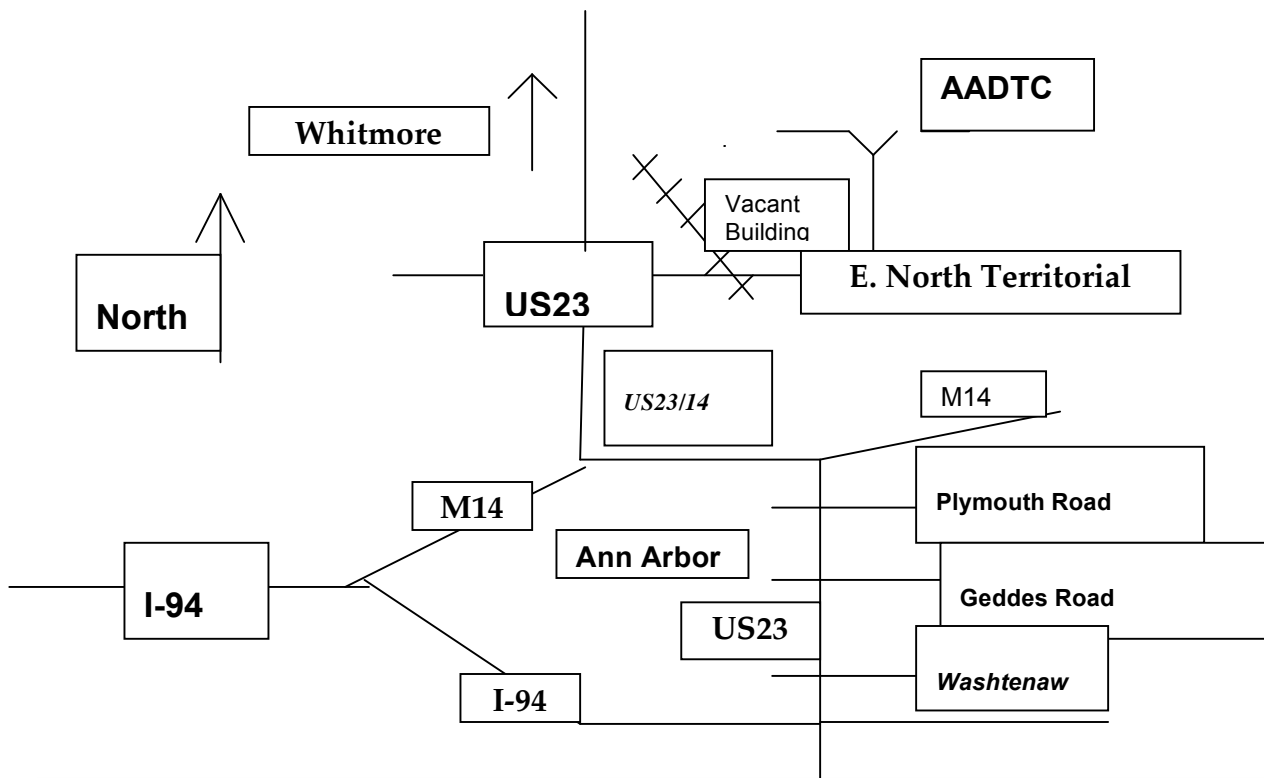 AADTC
Whitmore
Vacant
Building
E. North Territorial
US23
North
US23/14
M14
M14
Plymouth Road
Ann Arbor
I-94
Geddes Road
US23
Washtenaw
I-94